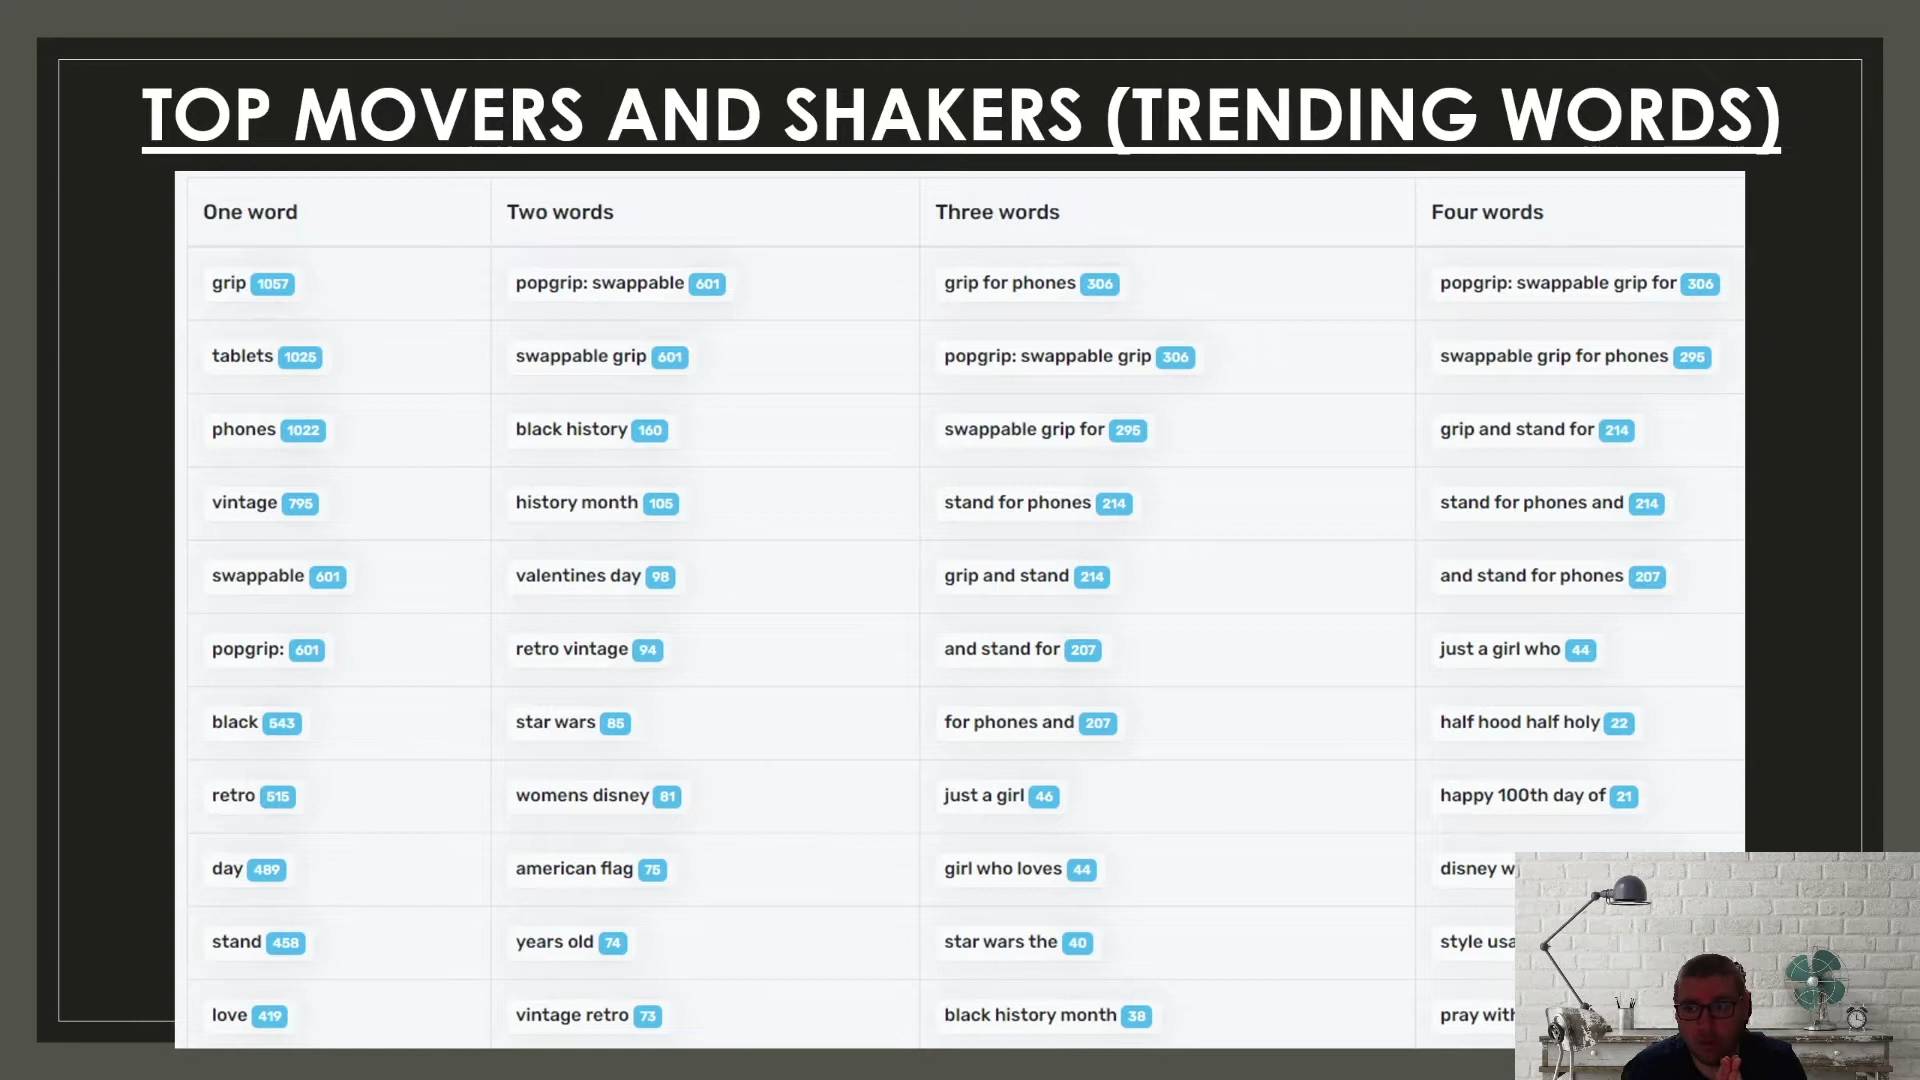 TOP MOVERS AND SHAKERS (TRENDING WORDS)
One word Two words Three words Four words
grip 1057 popgrip: swappable 601 grip for phones 306 popgrip: swappable grip for 306
tablets 1025 swappable grip 601 popgrip: swappable grip 306 swappable grip for phones 295
phones 1022 black history 160 swappable grip for 295 grip and stand for 214
vintage 795 history month 105 stand for phones 214 stand for phones and 214
swappable 601 valentines day 98 grip and stand 214 and stand for phones 207
popgrip: 601 retro vintage 94 and stand for 207 just a girl who 44
black 543 star wars 85 for phones and 207 half hood half holy 22
retro 515 womens disney 81 just a girl 46 happy 100th day of 21
day 489 american flag 75 girl who loves 44 disney w
stand 458 years old 74 star wars the 40 style usa
love 419 vintage retro 73 black history month 38 pray with